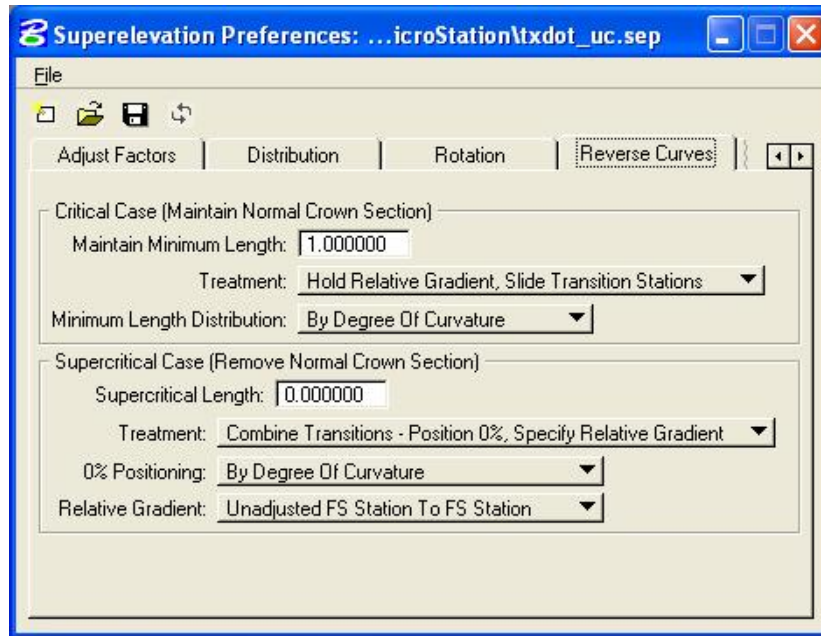 Superelevation Preferences: ...icroStation\txdot_uc.sep
File
Adjust Factors Distribution Rotation Reverse Curves
Critical Case (Maintain Normal Crown Section)
Maintain Minimum Length: 1.000000
Treatment: Hold Relative Gradient, Slide Transition Stations
Minimum Length Distribution: By Degree Of Curvature
Supercritical Case (Remove Normal Crown Section)
Supercritical Length: 0.000000
Treatment: Combine Transitions - Position 0%, Specify Relative Gradient
0% Positioning: By Degree Of Curvature
Relative Gradient: Unadjusted FS Station To FS Station